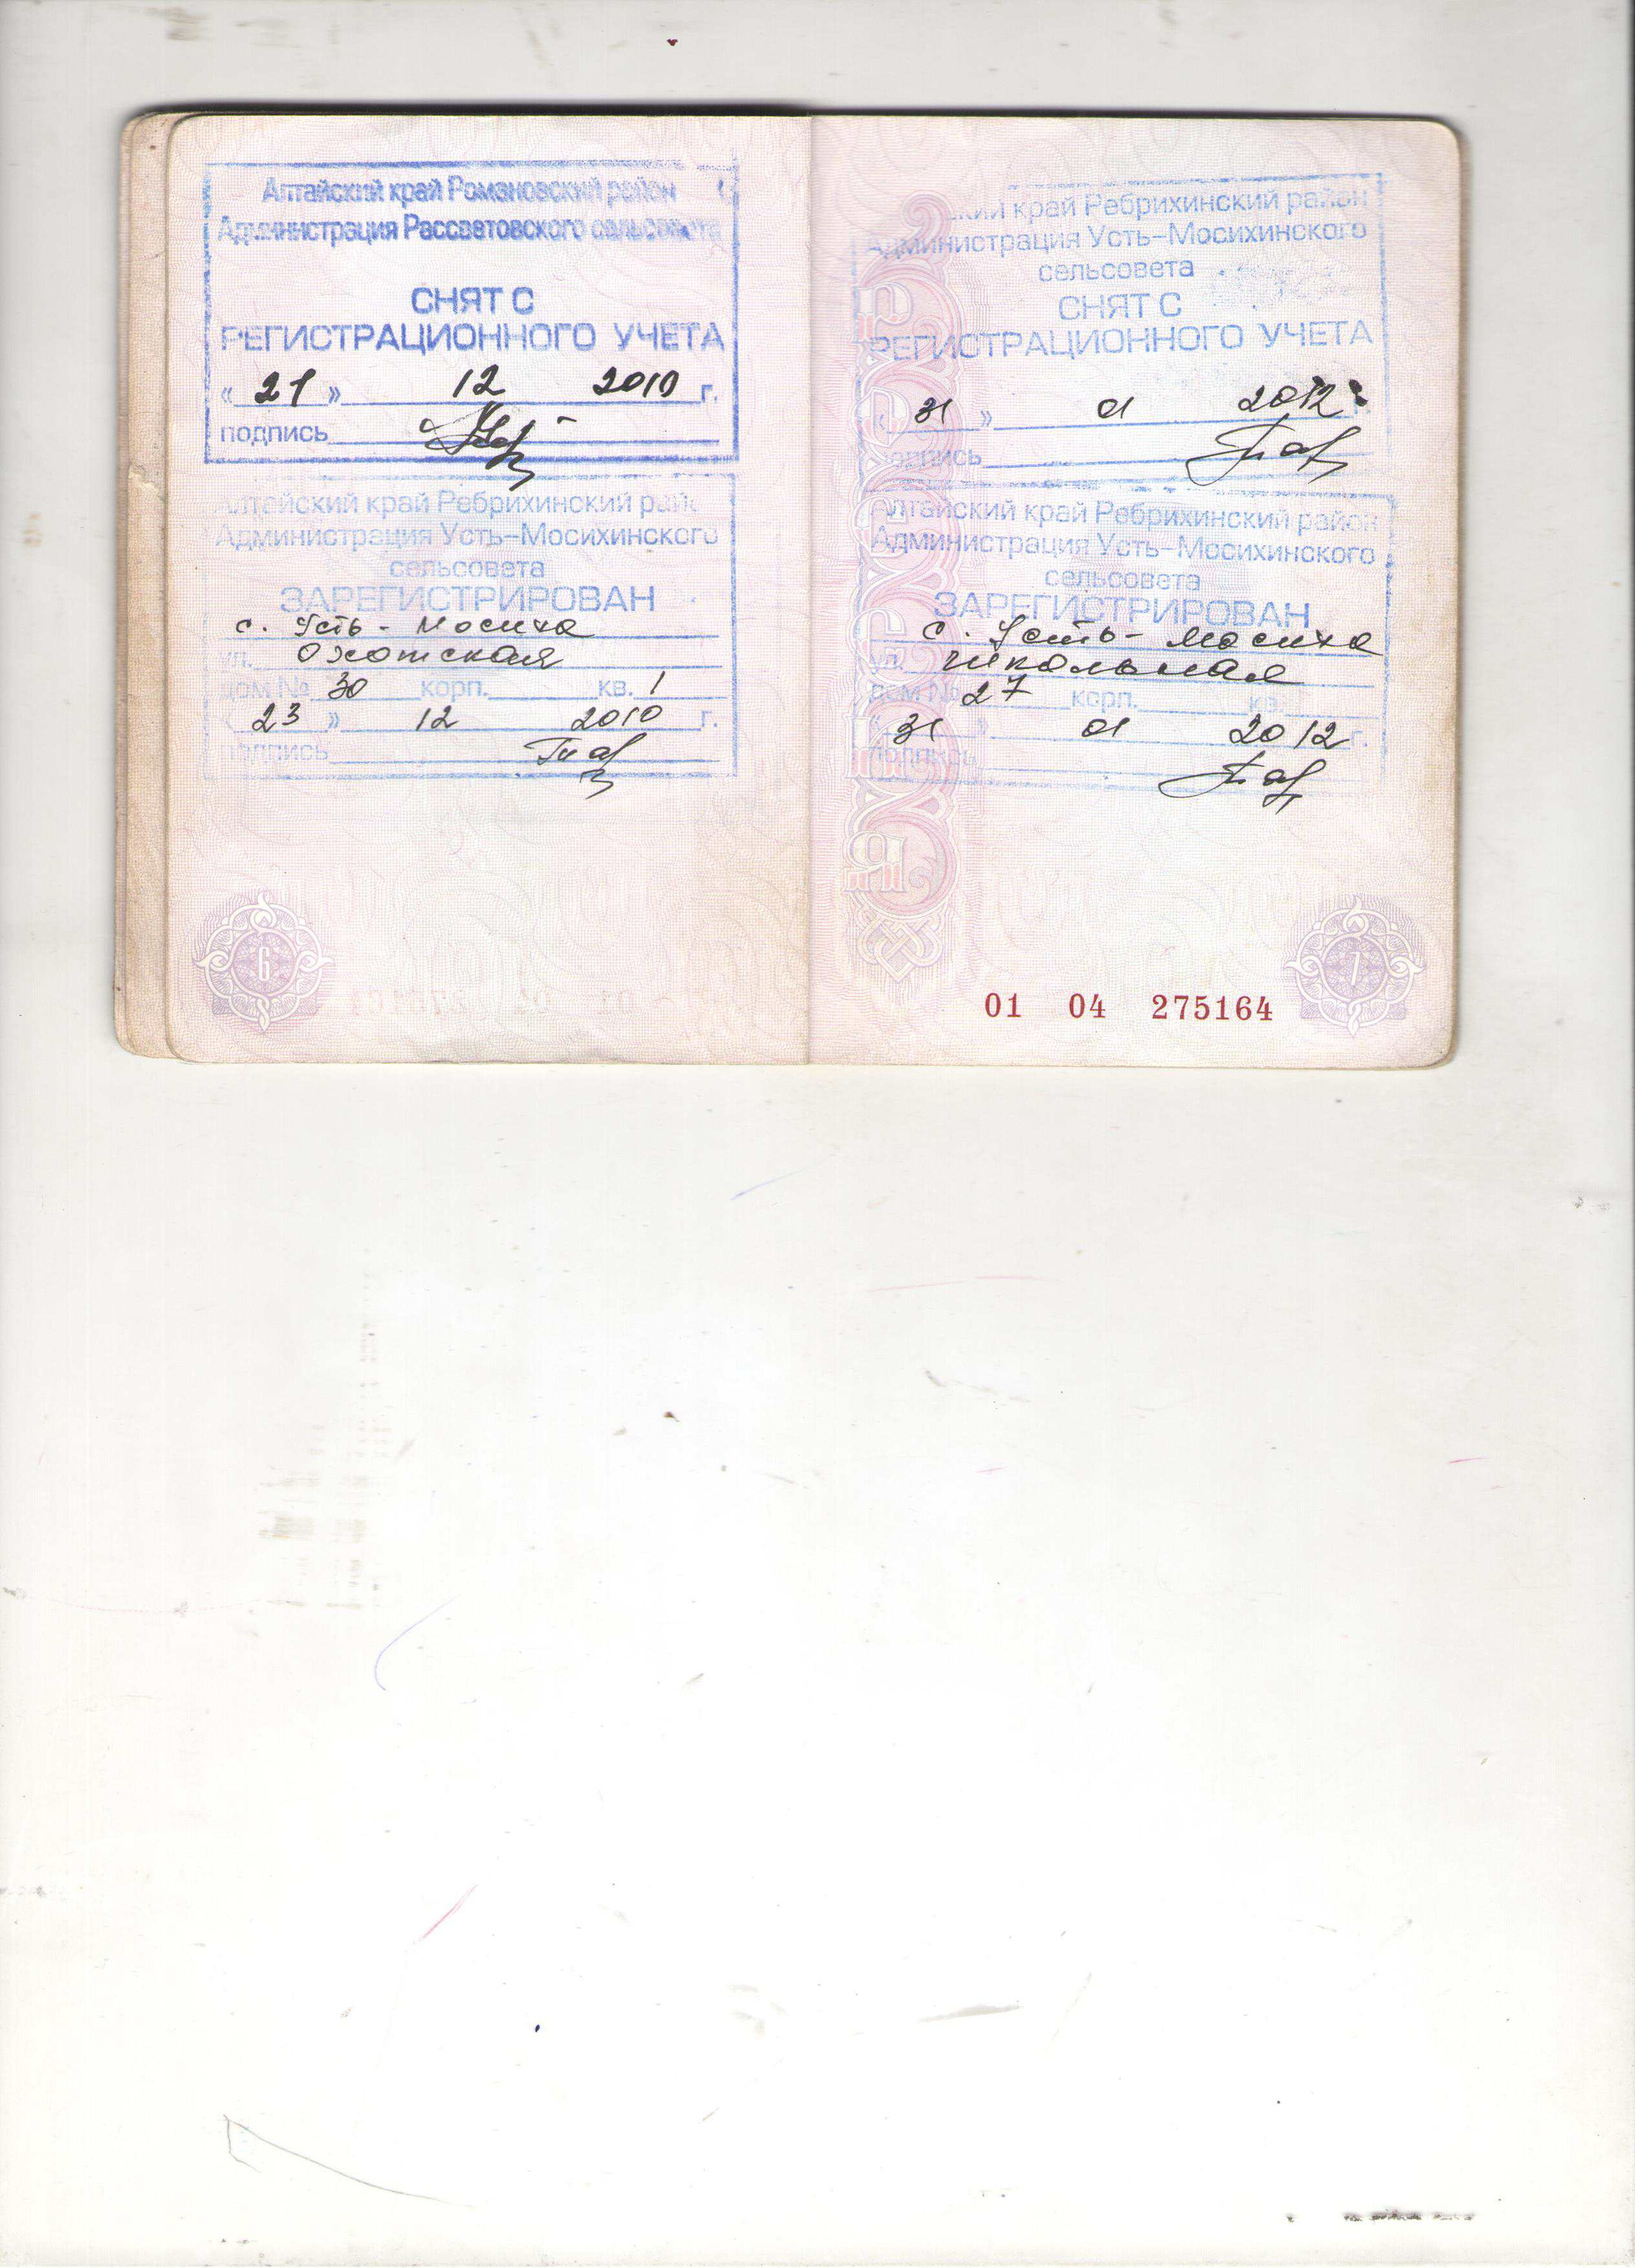 Алтайский край Романовский район
Администрация Рассветовского сельсовета
СНЯТ С
РЕГИСТРАЦИОННОГО УЧЕТА
« 21 » 12 2010 г.
подпись
Алтайский край Ребрихинский район
Администрация Усть-Мосихинского
сельсовета
ЗАРЕГИСТРИРОВАН
с. Усть-Мосиха
ул. Охотская
дом № 30 корп. кв. 1
« 23 » 12 2010 г.
подпись
6
край Ребрихинский район
Администрация Усть-Мосихинского
сельсовета
СНЯТ С
РЕГИСТРАЦИОННОГО УЧЕТА
« 31 » 01 2012 г.
подпись
Алтайский край Ребрихинский район
Администрация Усть-Мосихинского
сельсовета
ЗАРЕГИСТРИРОВАН
с. Усть-Мосиха
ул. Школьная
дом № 27 корп. кв.
« 31 » 01 2012 г.
подпись
7
01 04 275164